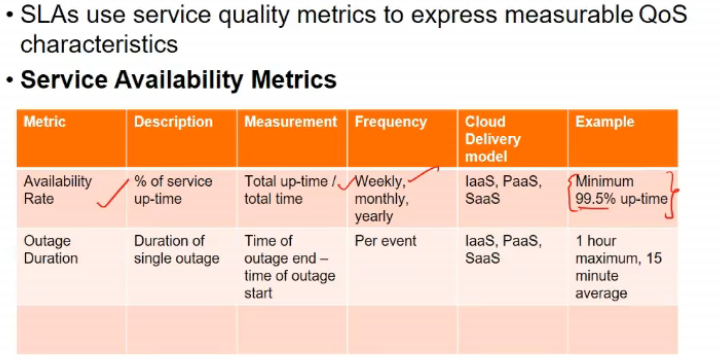 • SLAs use service quality metrics to express measurable QoS
characteristics
• Service Availability Metrics
Metric
Description
Measurement
Frequency
Cloud
Delivery
model
Example
Availability
Rate
% of service
up-time
Total up-time /
total time
Weekly,
monthly,
yearly
IaaS, PaaS,
SaaS
Minimum
99.5% up-time
Outage
Duration
Duration of
single outage
Time of
outage end –
time of outage
start
Per event
IaaS, PaaS,
SaaS
1 hour
maximum, 15
minute
average